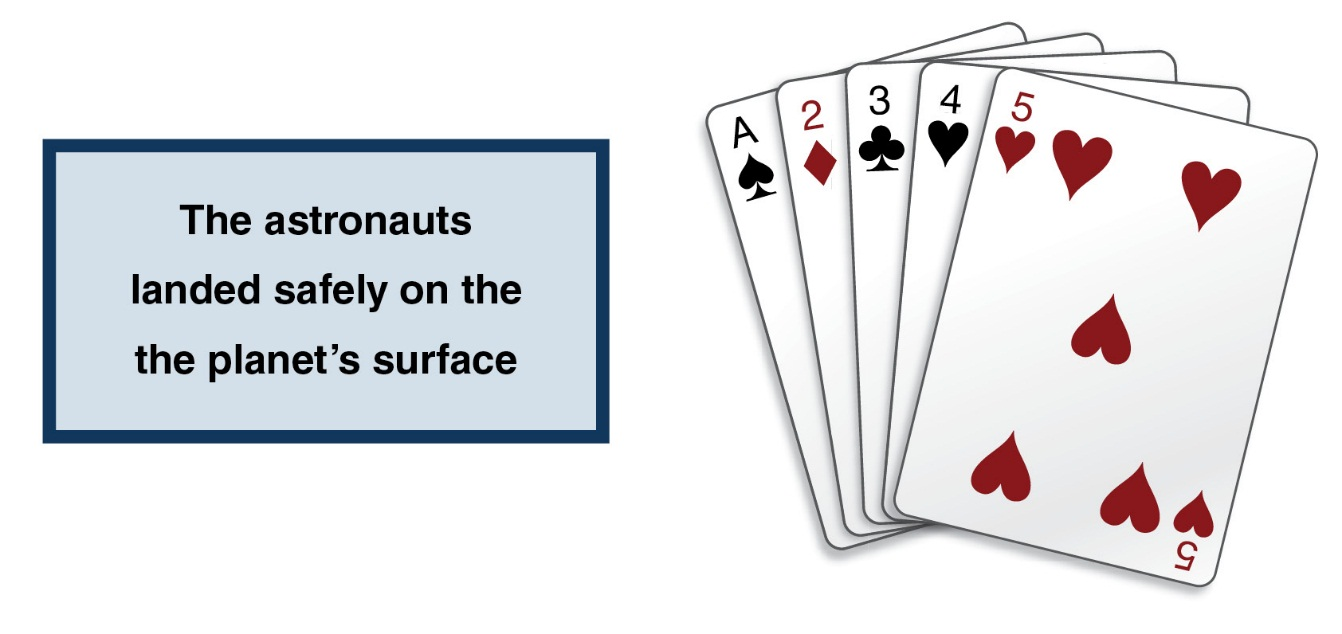 The astronauts
landed safely on the
the planet’s surface
A
2
3
4
5
5